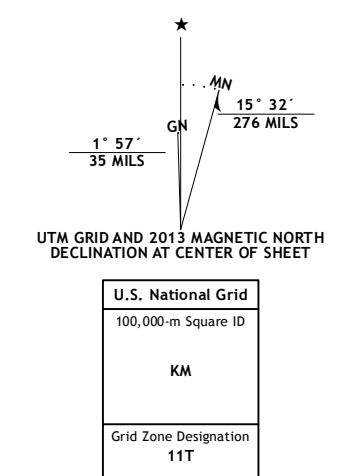 ★
MN
15° 32´
276 MILS
GN
1° 57´
35 MILS
UTM GRID AND 2013 MAGNETIC NORTH
DECLINATION AT CENTER OF SHEET
U.S. National Grid
100,000-m Square ID
KM
Grid Zone Designation
11T